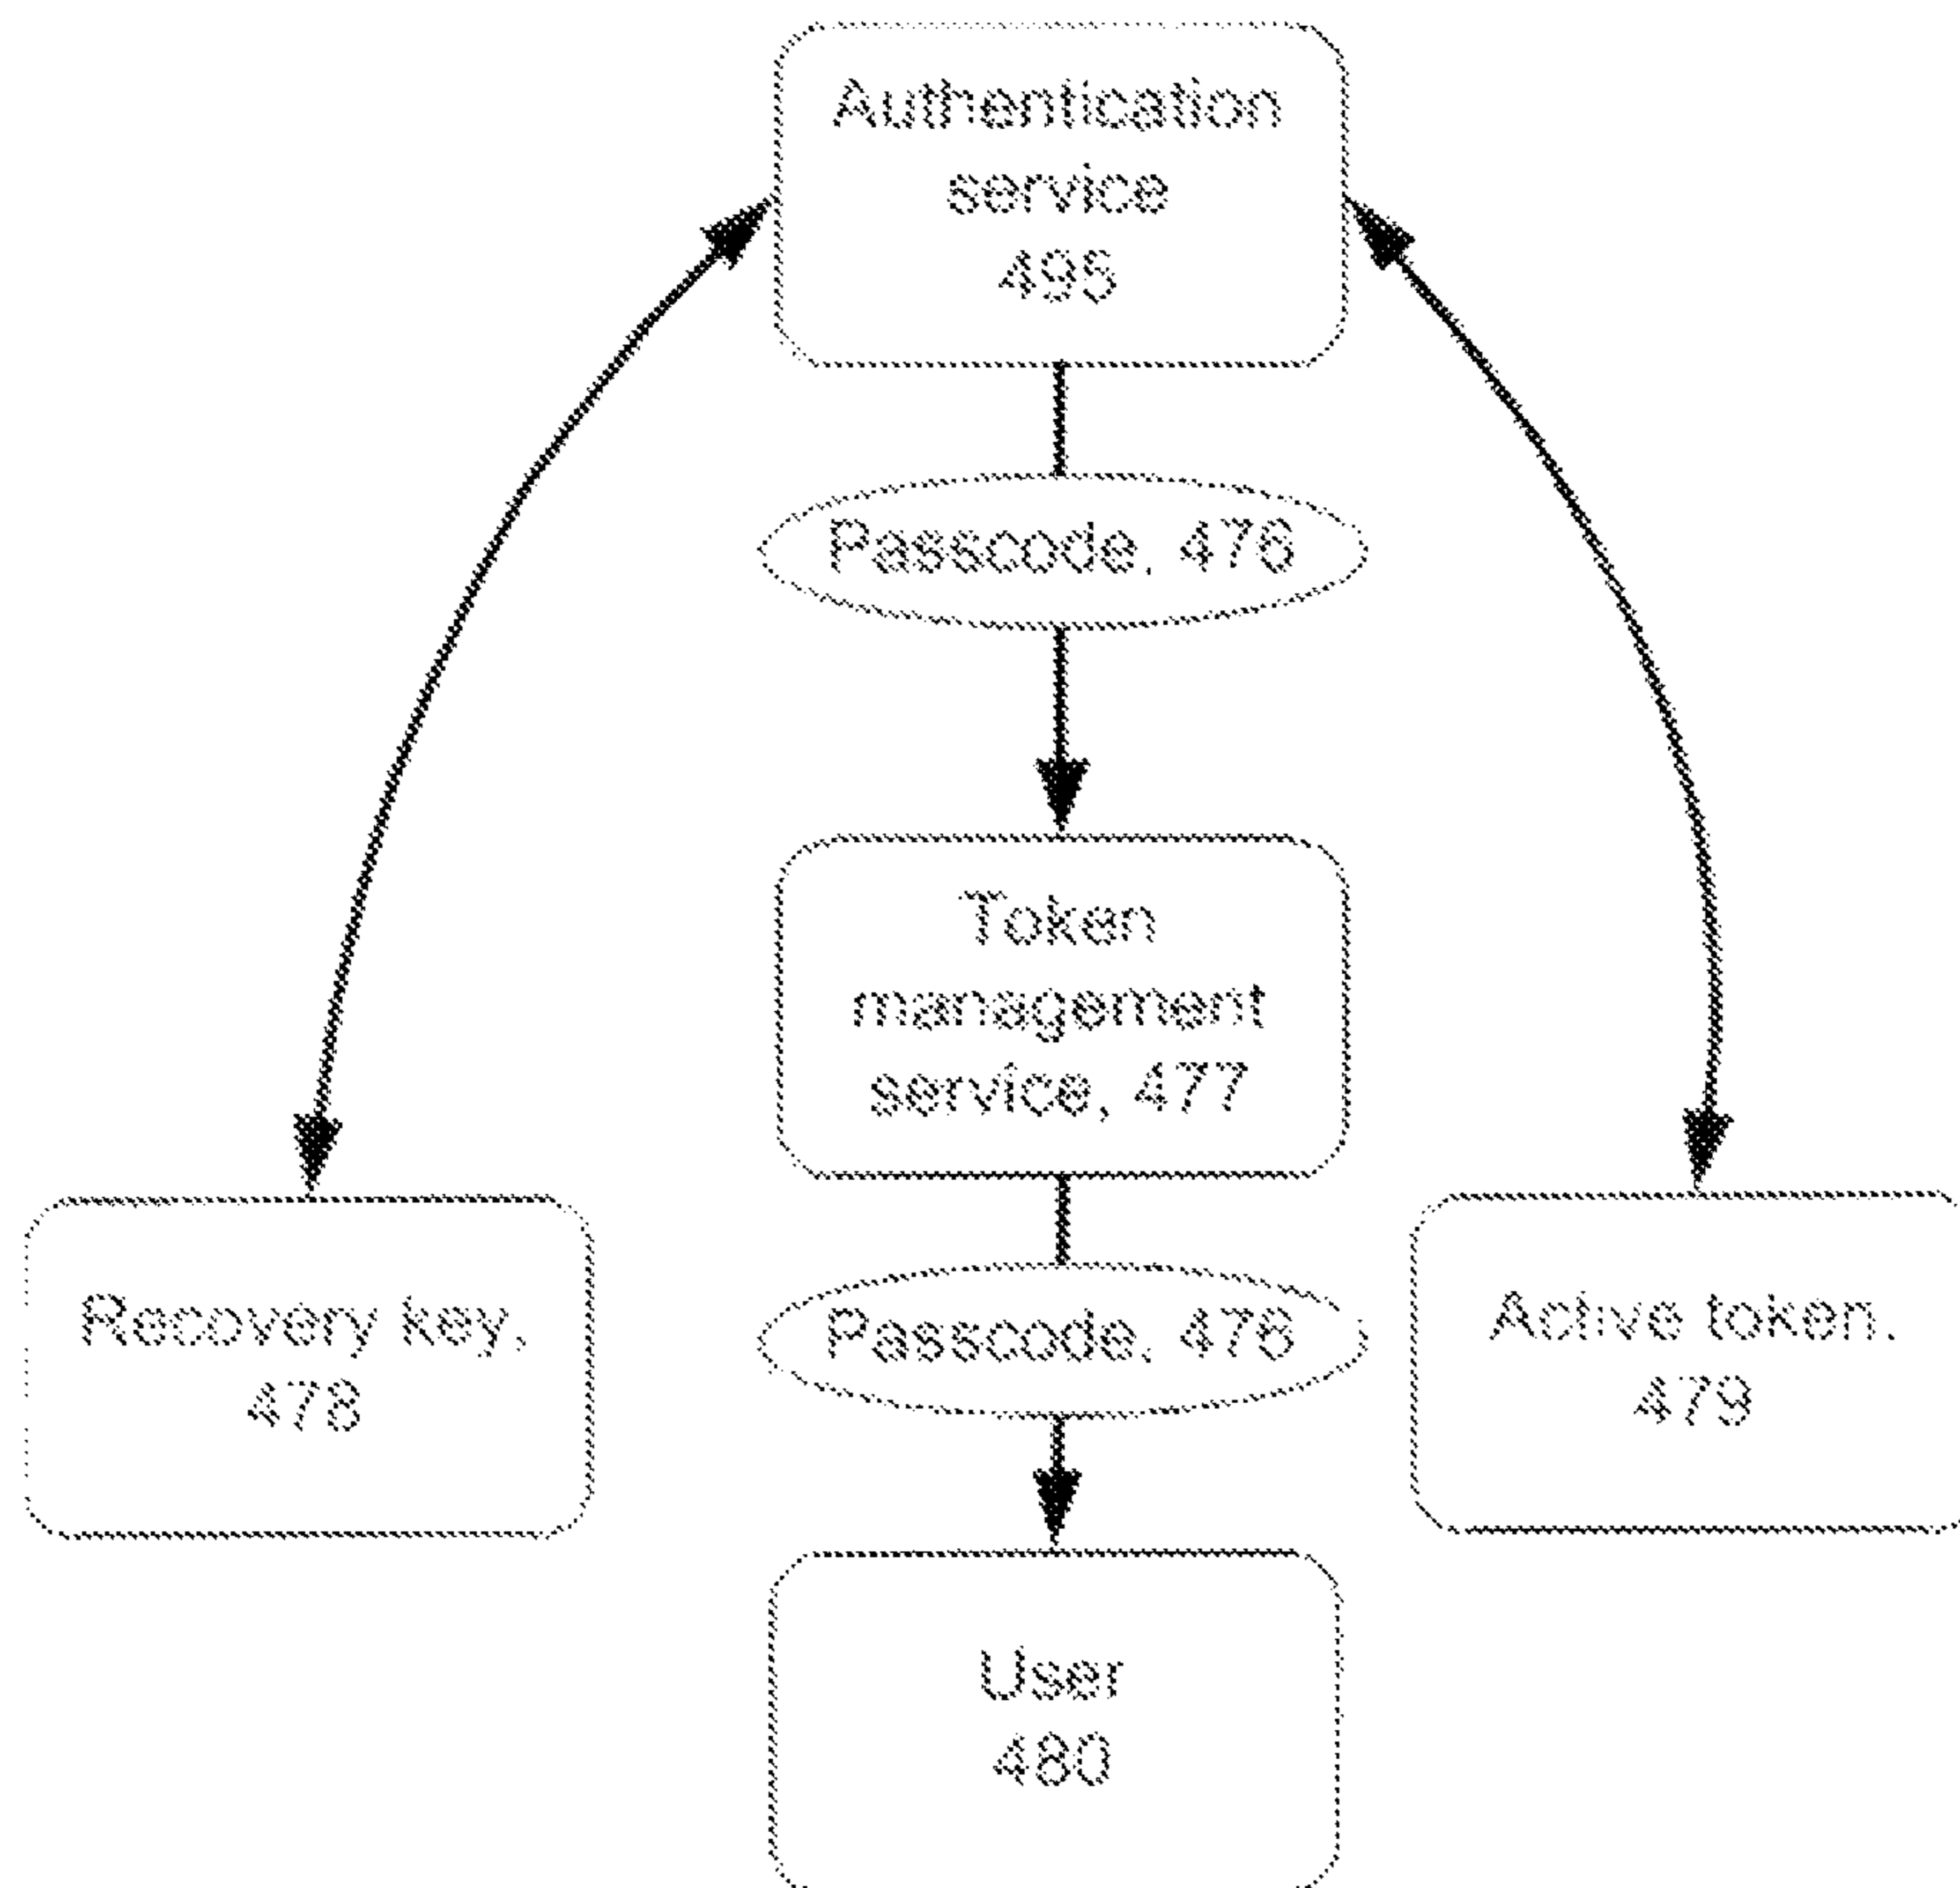 Authentication
service
495
Passcode, 476
Token
management
service, 477
Recovery key,
478
Passcode, 476
Active token,
479
User
480